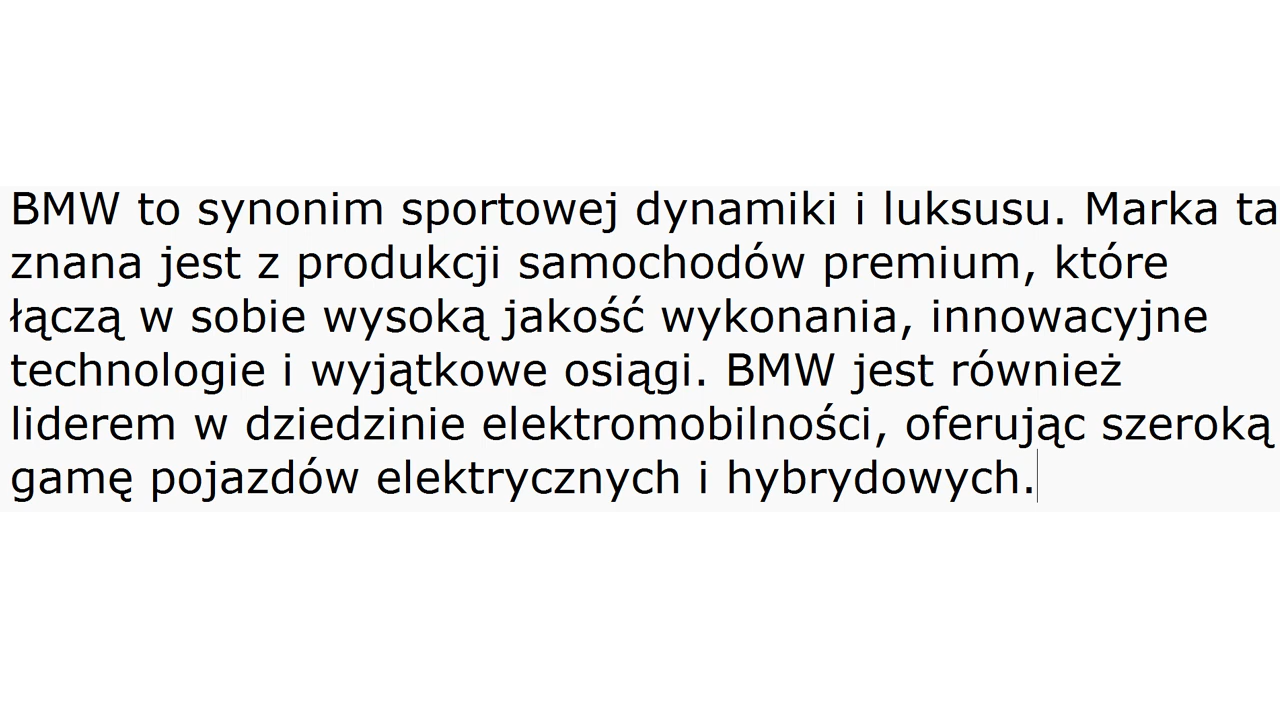 BMW to synonim sportowej dynamiki i luksusu. Marka ta
znana jest z produkcji samochodów premium, które
łączą w sobie wysoką jakość wykonania, innowacyjne
technologie i wyjątkowe osiągi. BMW jest również
liderem w dziedzinie elektromobilności, oferując szeroką
gamę pojazdów elektrycznych i hybrydowych.